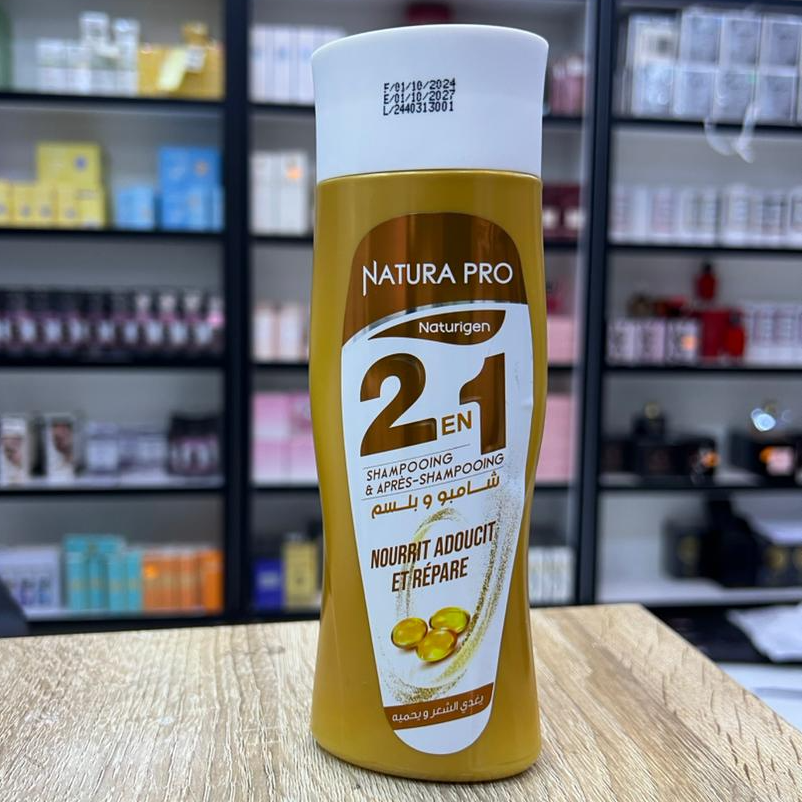 F/01/10/2024
E/01/10/2027
L/2440313001
NATURA PRO
Naturigen
2 EN 1
SHAMPOOING
& APRÈS-SHAMPOOING
شامبو و بلسم
NOURRIT ADOUCIT
ET RÉPARE
يغذي الشعر و يحميه